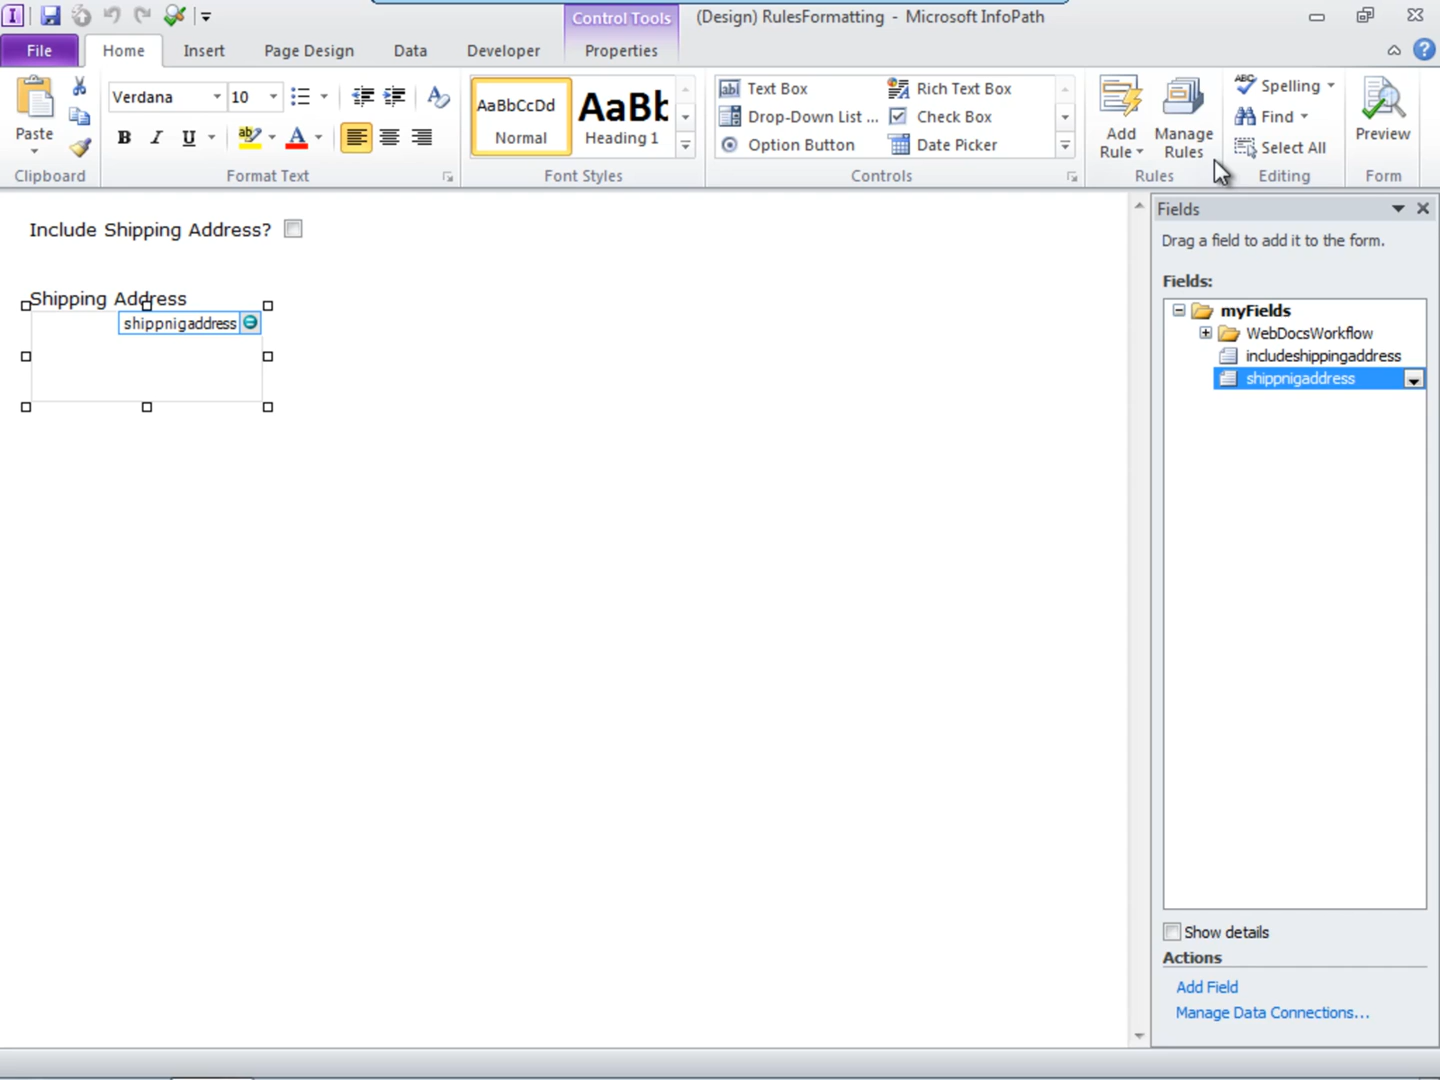 Control Tools
(Design) RulesFormatting - Microsoft InfoPath
File Home Insert Page Design Data Developer Properties
Paste
Clipboard
Verdana 10
B I U ab A
Format Text
AaBbCcDd
Normal
AaBb
Heading 1
Font Styles
Text Box
Rich Text Box
Drop-Down List ...
Check Box
Option Button
Date Picker
Controls
Add
Rule
Manage
Rules
Rules
Spelling
Find
Select All
Editing
Preview
Form
Include Shipping Address?
Shipping Address
shippnigaddress
Fields
Drag a field to add it to the form.
Fields:
myFields
WebDocsWorkflow
includeshippingaddress
shippnigaddress
Show details
Actions
Add Field
Manage Data Connections...